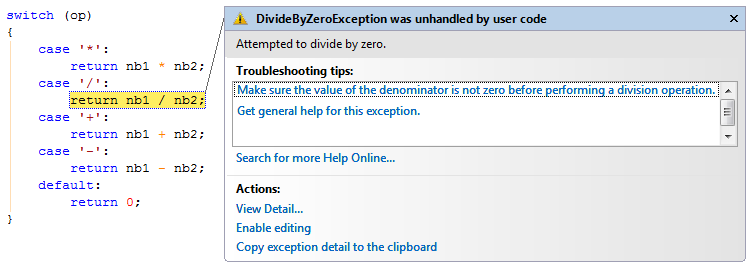 switch (op)
{
case '*':
return nb1 * nb2;
case '/':
return nb1 / nb2;
case '+':
return nb1 + nb2;
case '-':
return nb1 - nb2;
default:
return 0;
}
DivideByZeroException was unhandled by user code
Attempted to divide by zero.
Troubleshooting tips:
Make sure the value of the denominator is not zero before performing a division operation.
Get general help for this exception.
Search for more Help Online...
Actions:
View Detail...
Enable editing
Copy exception detail to the clipboard